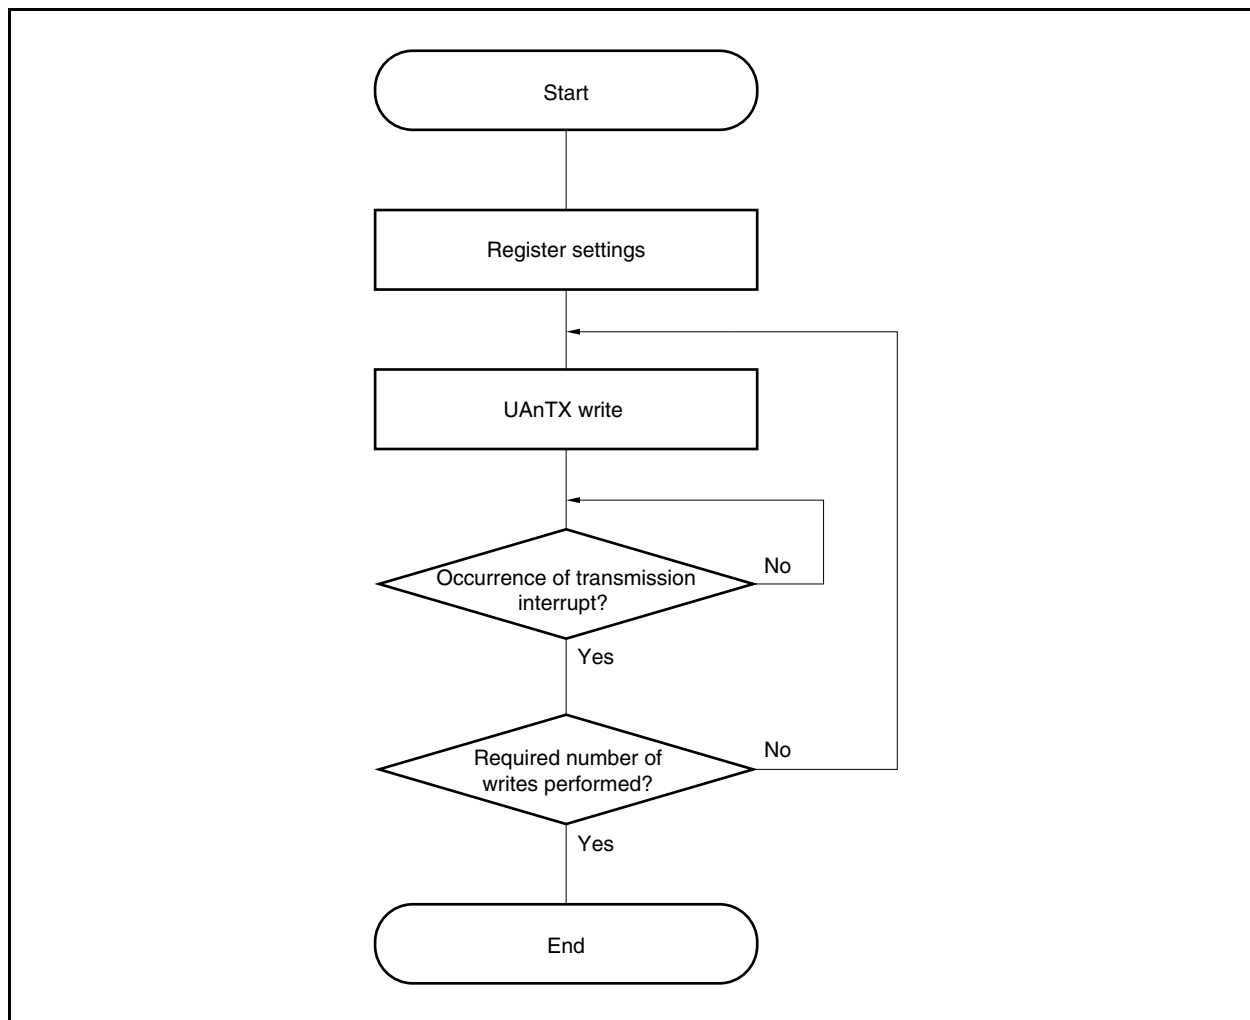 Start
Register settings
UAnTX write
Occurrence of transmission
interrupt?
No
Yes
Required number of
writes performed?
No
Yes
End